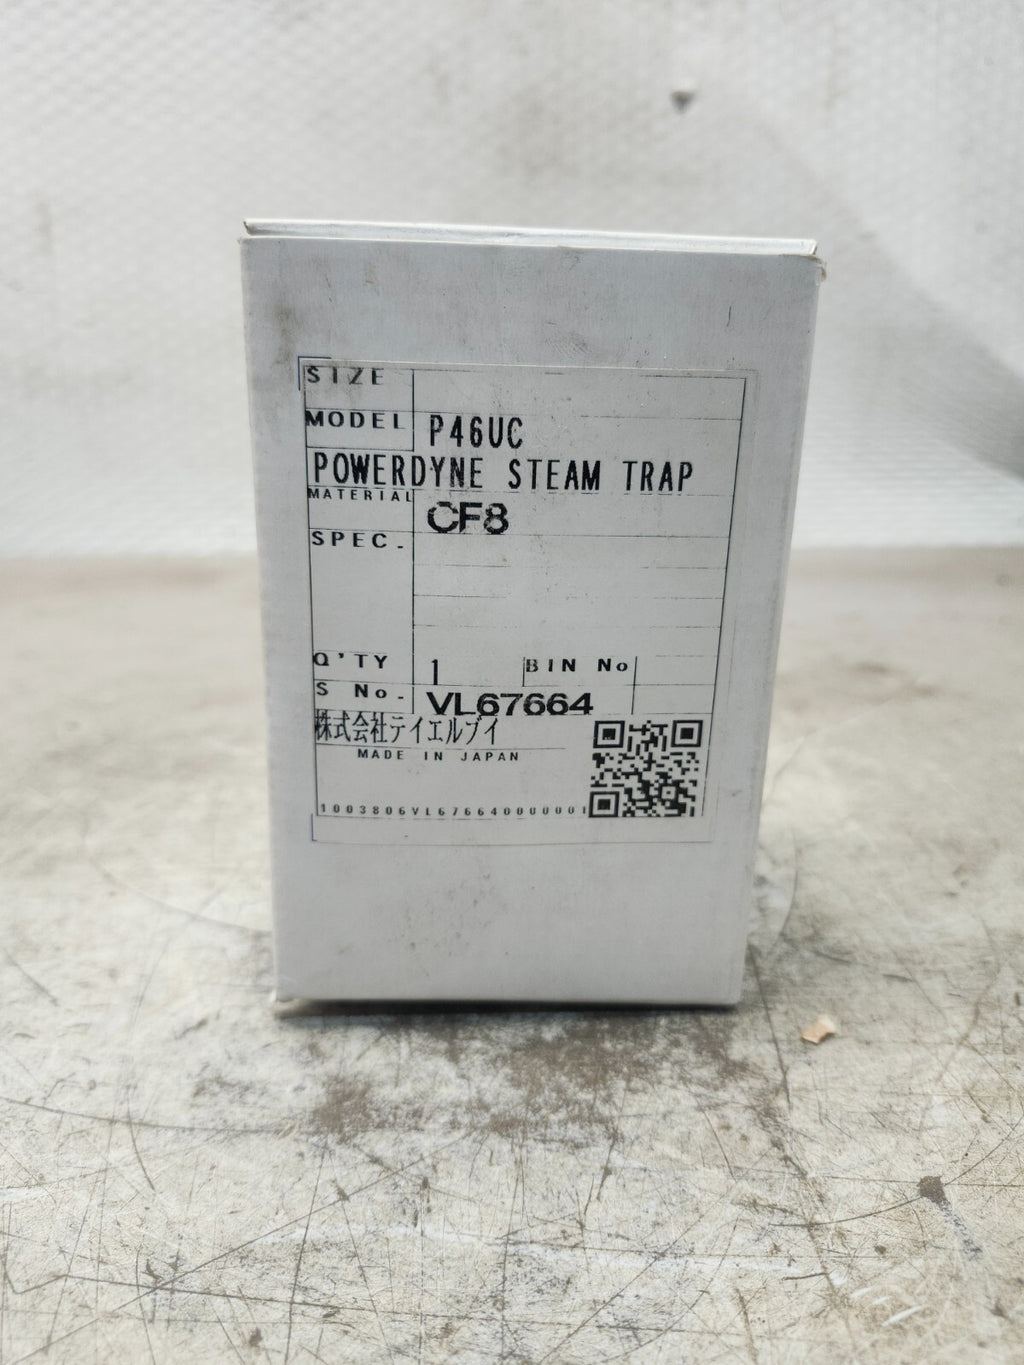 SIZE
MODEL P46UC
POWERDYNE STEAM TRAP
MATERIAL CF8
SPEC.
Q'TY 1 BIN No
S No. VL67664
株式会社テイエルブイ
MADE IN JAPAN
1003806VL676640000001